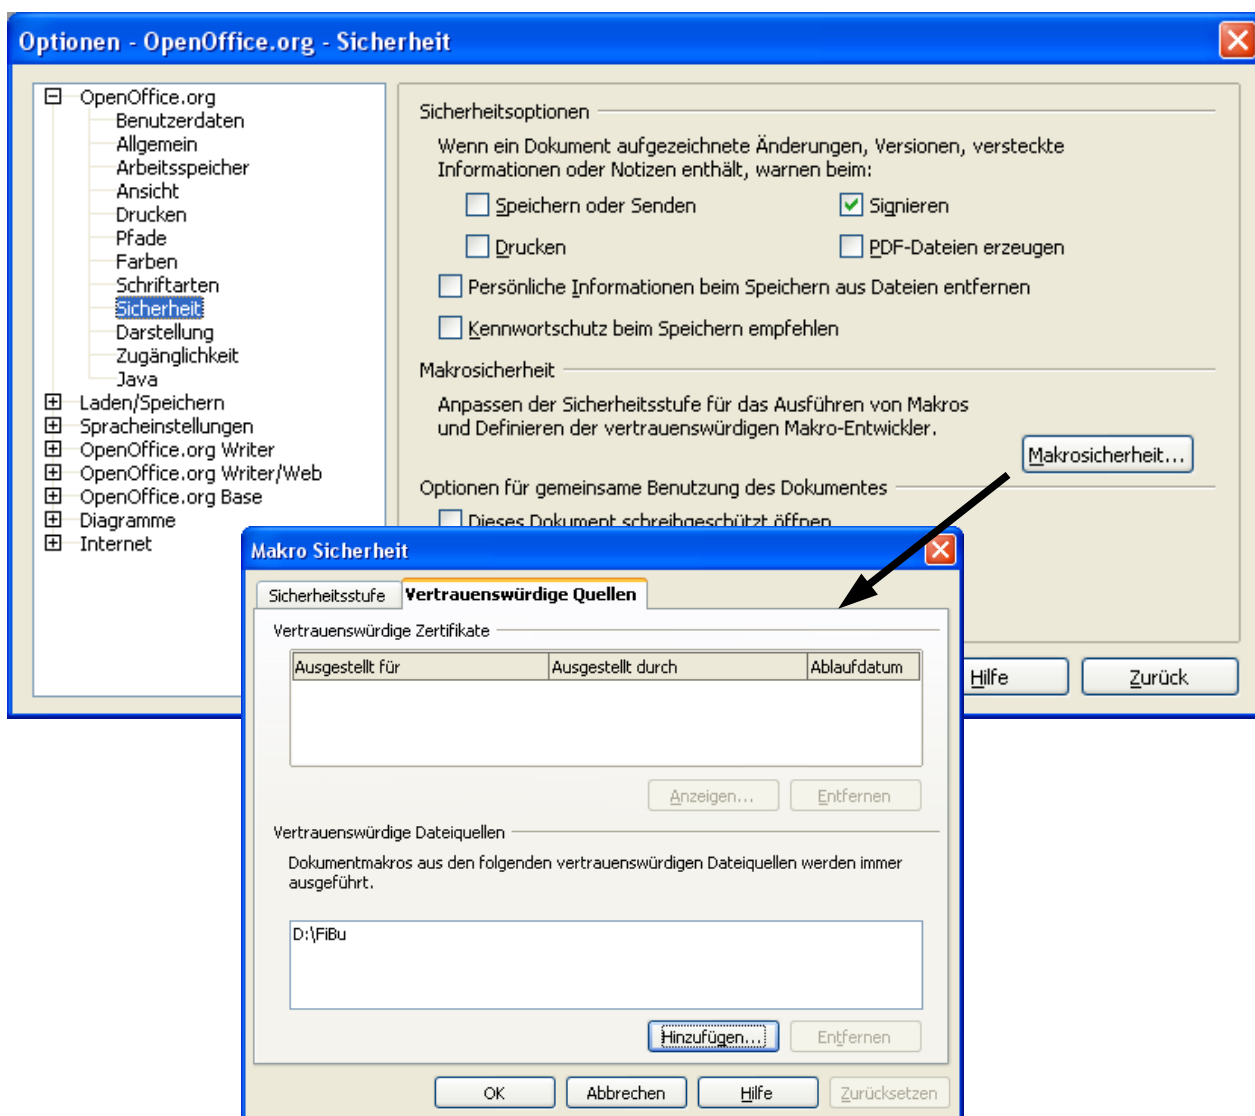 Optionen - OpenOffice.org - Sicherheit
OpenOffice.org
Benutzerdaten
Allgemein
Arbeitsspeicher
Ansicht
Drucken
Pfade
Farben
Schriftarten
Sicherheit
Darstellung
Zugänglichkeit
Java
Laden/Speichern
Spracheinstellungen
OpenOffice.org Writer
OpenOffice.org Writer/Web
OpenOffice.org Base
Diagramme
Internet
Sicherheitsoptionen
Wenn ein Dokument aufgezeichnete Änderungen, Versionen, versteckte
Informationen oder Notizen enthält, warnen beim:
Speichern oder Senden
Signieren
Drucken
PDF-Dateien erzeugen
Persönliche Informationen beim Speichern aus Dateien entfernen
Kennwortschutz beim Speichern empfehlen
Makrosicherheit
Anpassen der Sicherheitsstufe für das Ausführen von Makros
und Definieren der vertrauenswürdigen Makro-Entwickler.
Makrosicherheit...
Optionen für gemeinsame Benutzung des Dokumentes
Dieses Dokument schreibgeschützt öffnen
Hilfe
Zurück
Makro Sicherheit
Sicherheitsstufe
Vertrauenswürdige Quellen
Vertrauenswürdige Zertifikate
Ausgestellt für
Ausgestellt durch
Ablaufdatum
Anzeigen...
Entfernen
Vertrauenswürdige Dateiquellen
Dokumentmakros aus den folgenden vertrauenswürdigen Dateiquellen werden immer
ausgeführt.
D:\FiBu
Hinzufügen...
Entfernen
OK
Abbrechen
Hilfe
Zurücksetzen